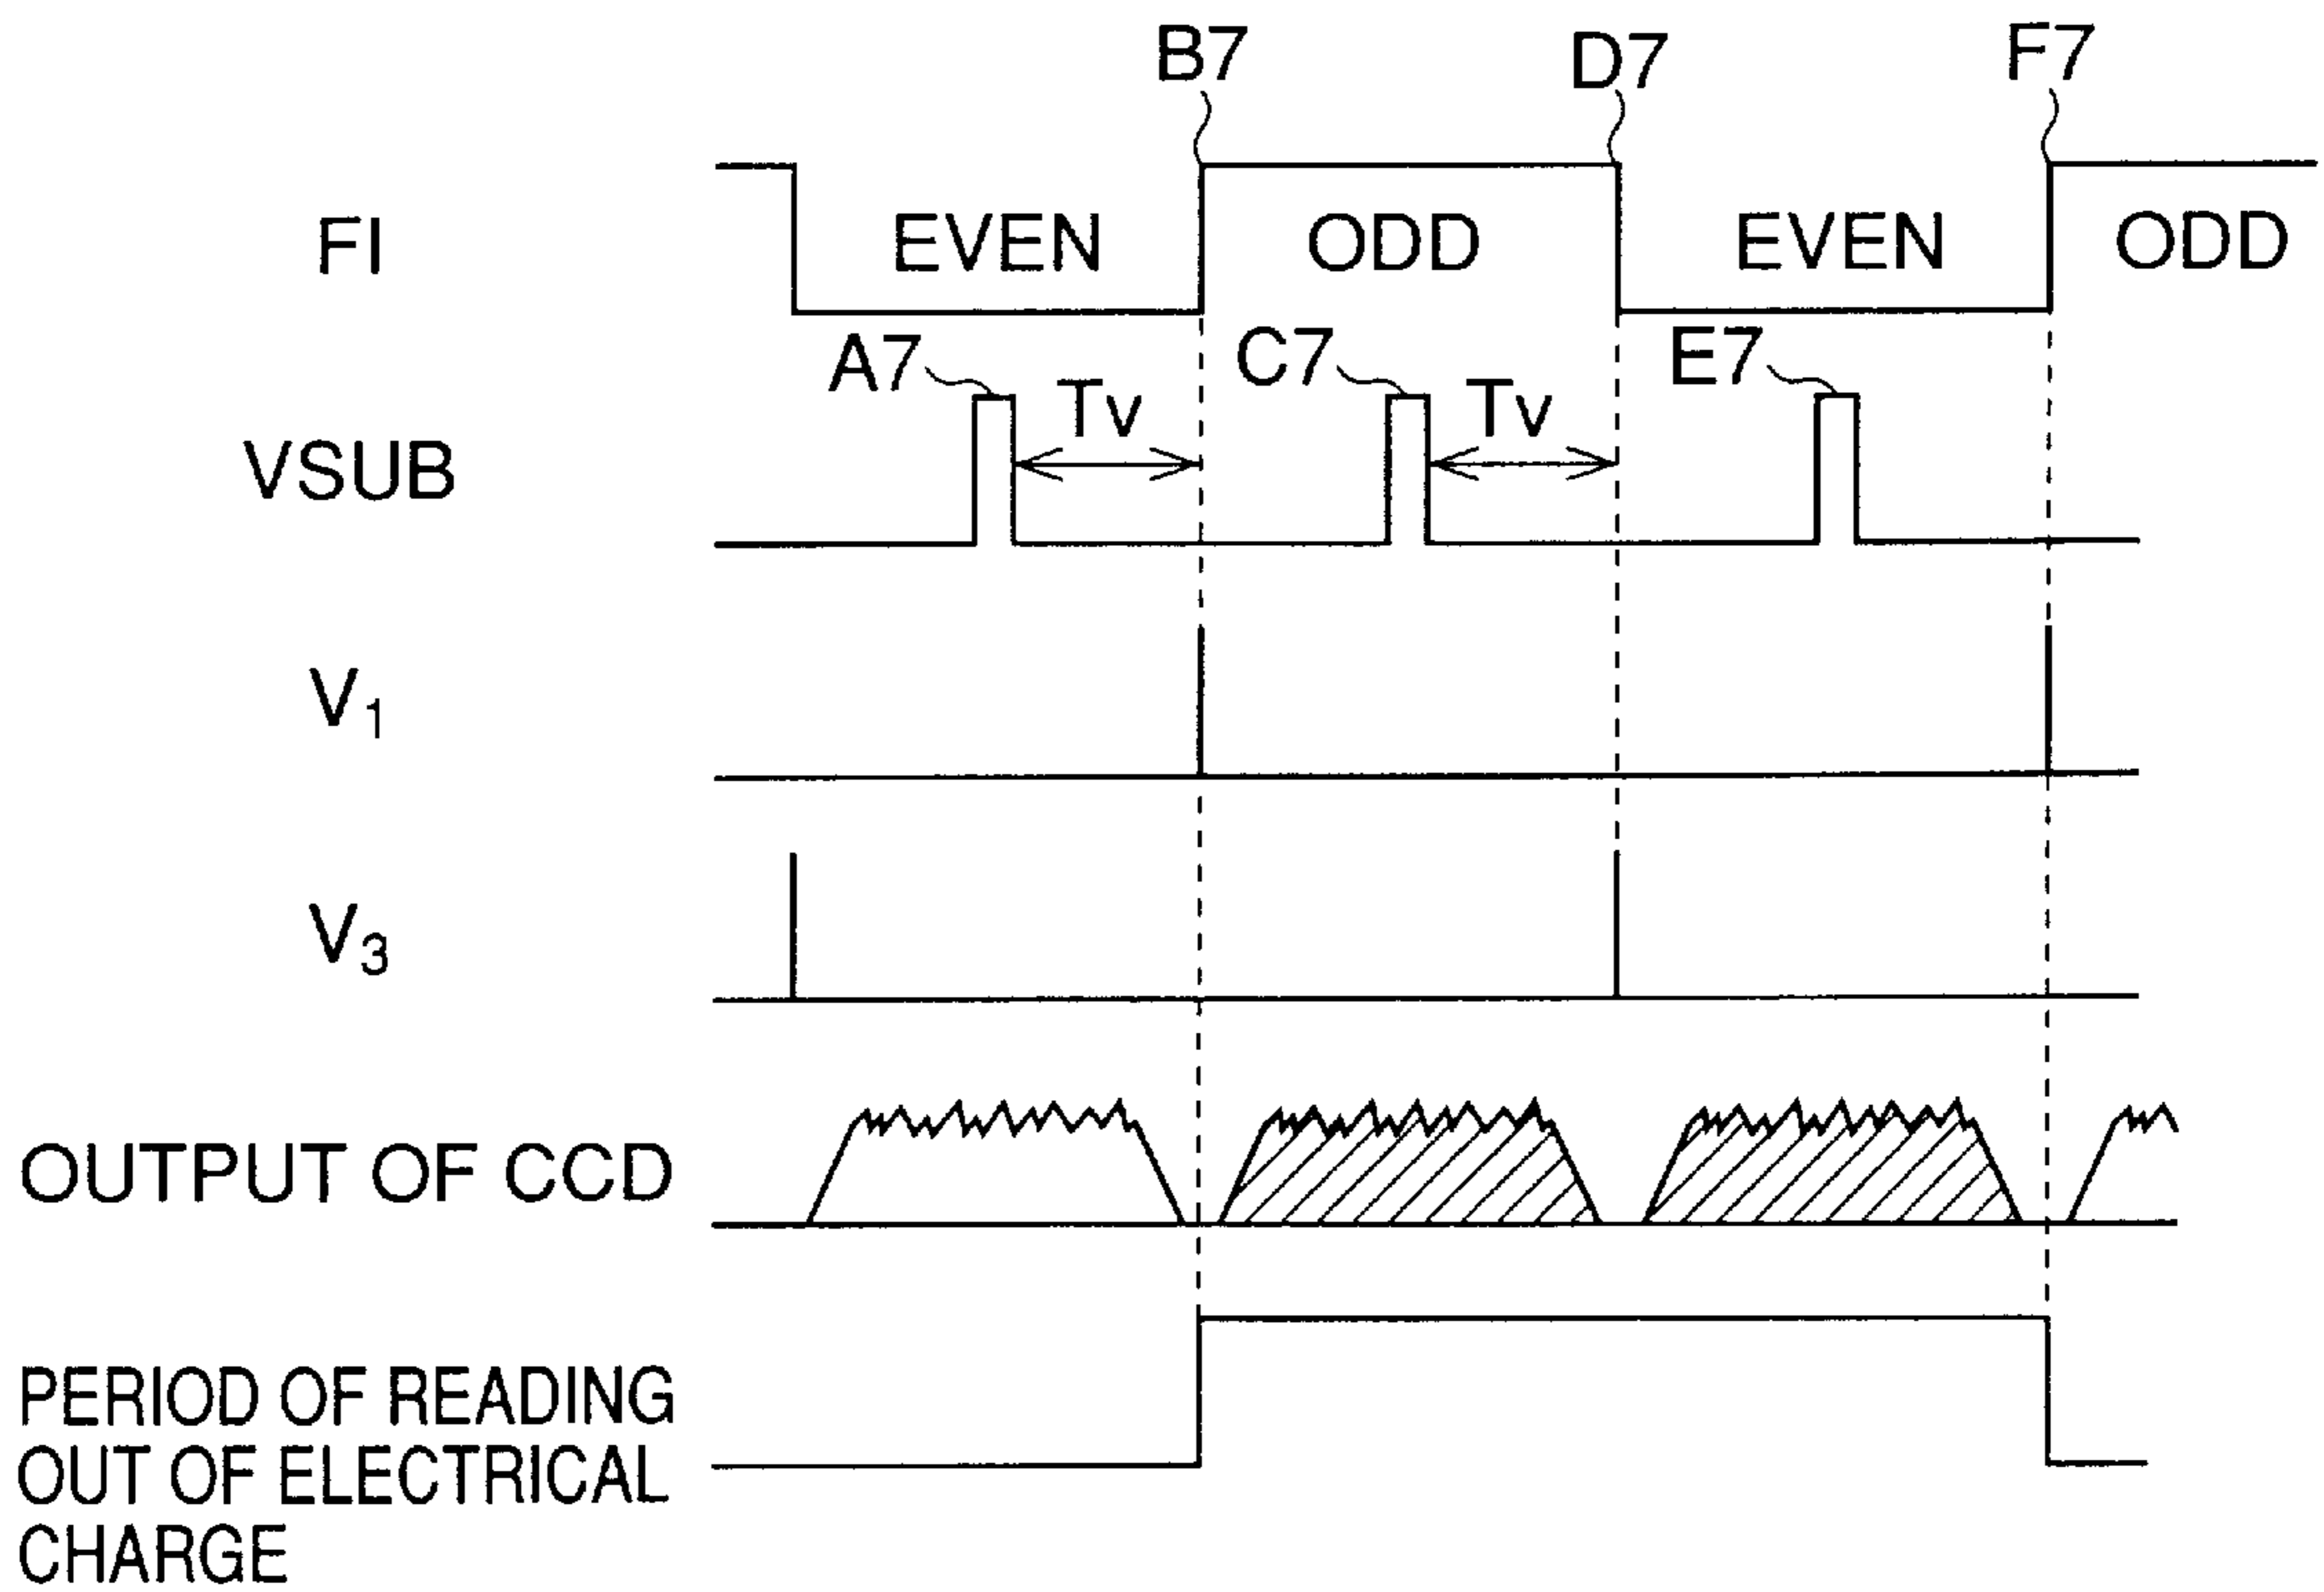 B7 D7 F7
FI EVEN ODD EVEN ODD
A7 Tv C7 Tv E7
VSUB
V1
V3
OUTPUT OF CCD
PERIOD OF READING
OUT OF ELECTRICAL
CHARGE